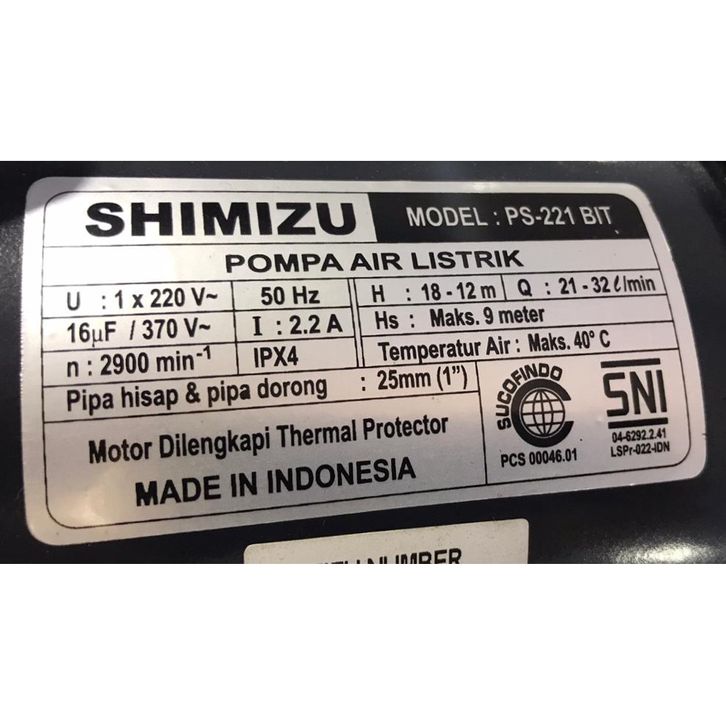 SHIMIZU MODEL : PS-221 BIT
POMPA AIR LISTRIK
U : 1 x 220 V~ 50 Hz H : 18 - 12 m Q : 21 - 32 ℓ/min
16µF / 370 V~ I : 2.2 A Hs : Maks. 9 meter
n : 2900 min⁻¹ IPX4 Temperatur Air : Maks. 40° C
Pipa hisap & pipa dorong : 25mm (1")
Motor Dilengkapi Thermal Protector
MADE IN INDONESIA
SUCOFINDO
PCS 00046.01
SNI
04-6292.2.41
LSPr-022-IDN
NUMBER